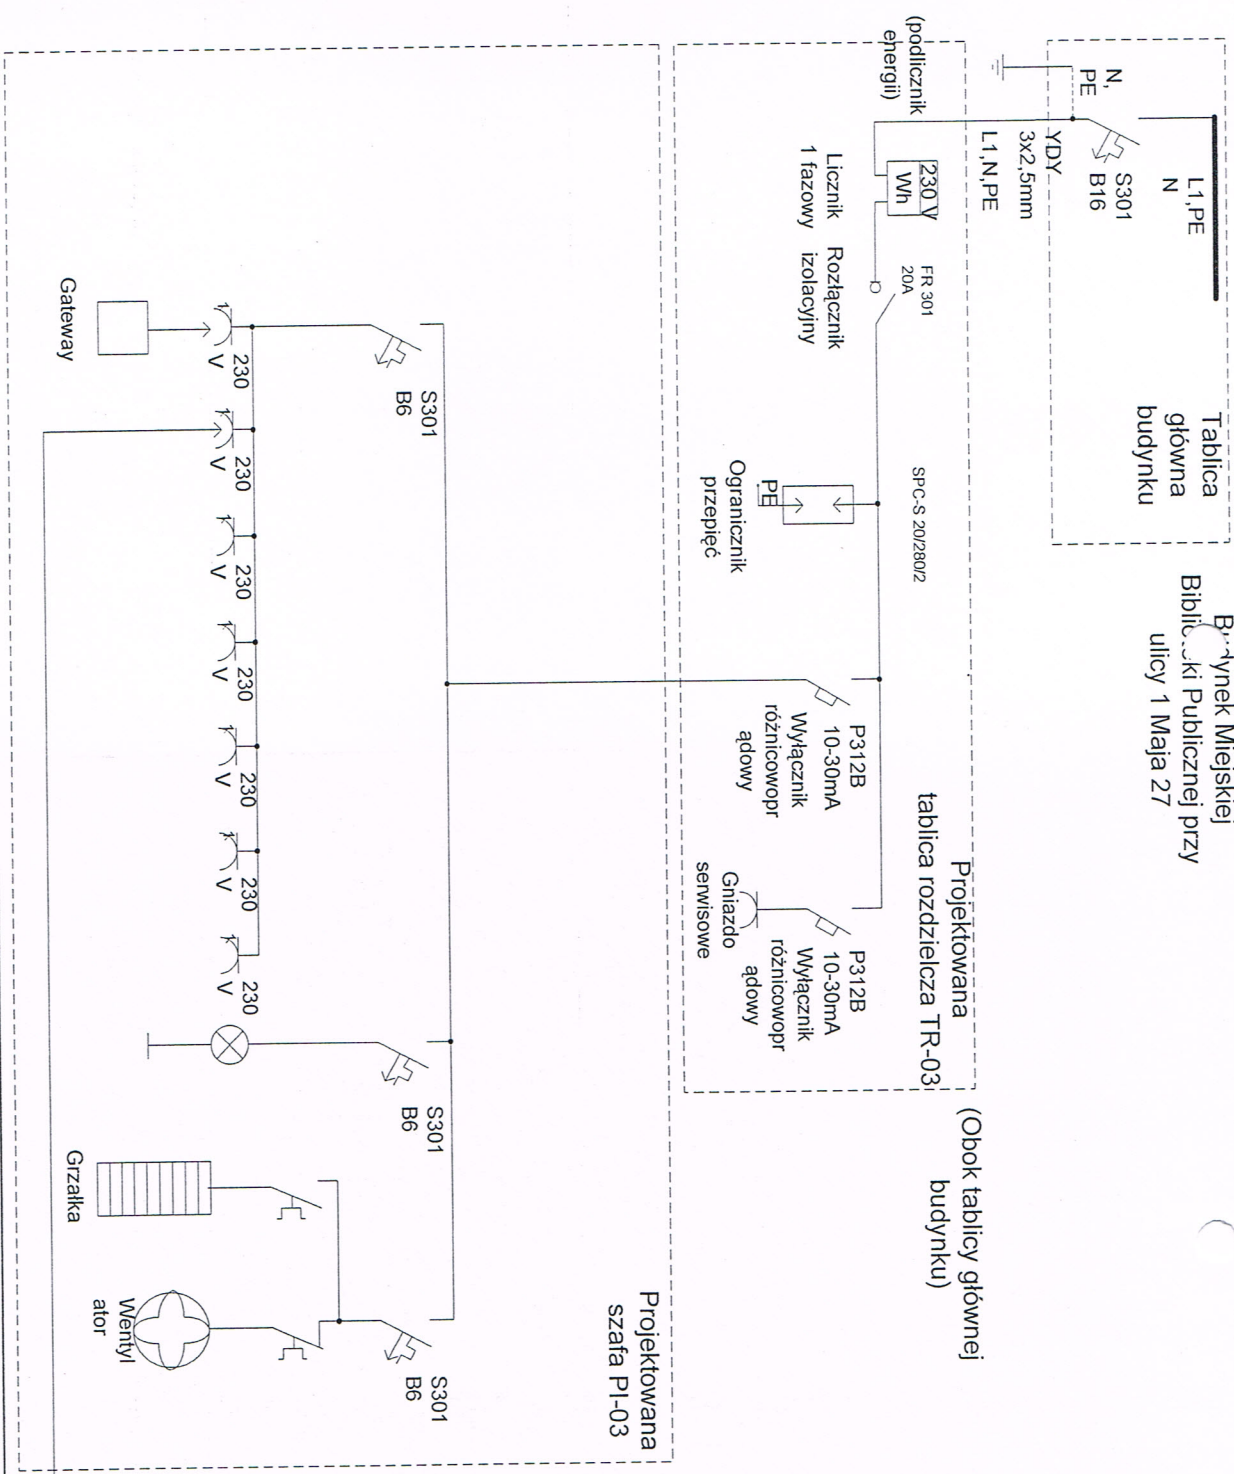 Budynek Miejskiej
Biblioteki Publicznej przy
ulicy 1 Maja 27
Tablica
główna
budynku
L1,PE
N
S301
B16
N,
PE
YDY
3x2,5mm
L1,N,PE
(podlicznik
energii)
230 V
Wh
Licznik
1 fazowy
FR 301
20A
Rozłącznik
izolacyjny
SPC-S 20/280/2
PE
Ogranicznik
przepięć
P312B
10-30mA
Wyłącznik
różnicowopr
ądowy
P312B
10-30mA
Wyłącznik
różnicowopr
ądowy
Gniazdo
serwisowe
Projektowana
tablica rozdzielcza TR-03
(Obok tablicy głównej
budynku)
Projektowana
szafa PI-03
S301
B6
S301
B6
S301
B6
230
V
230
V
230
V
230
V
230
V
230
V
230
V
Gateway
Grzałka
Wentyl
ator